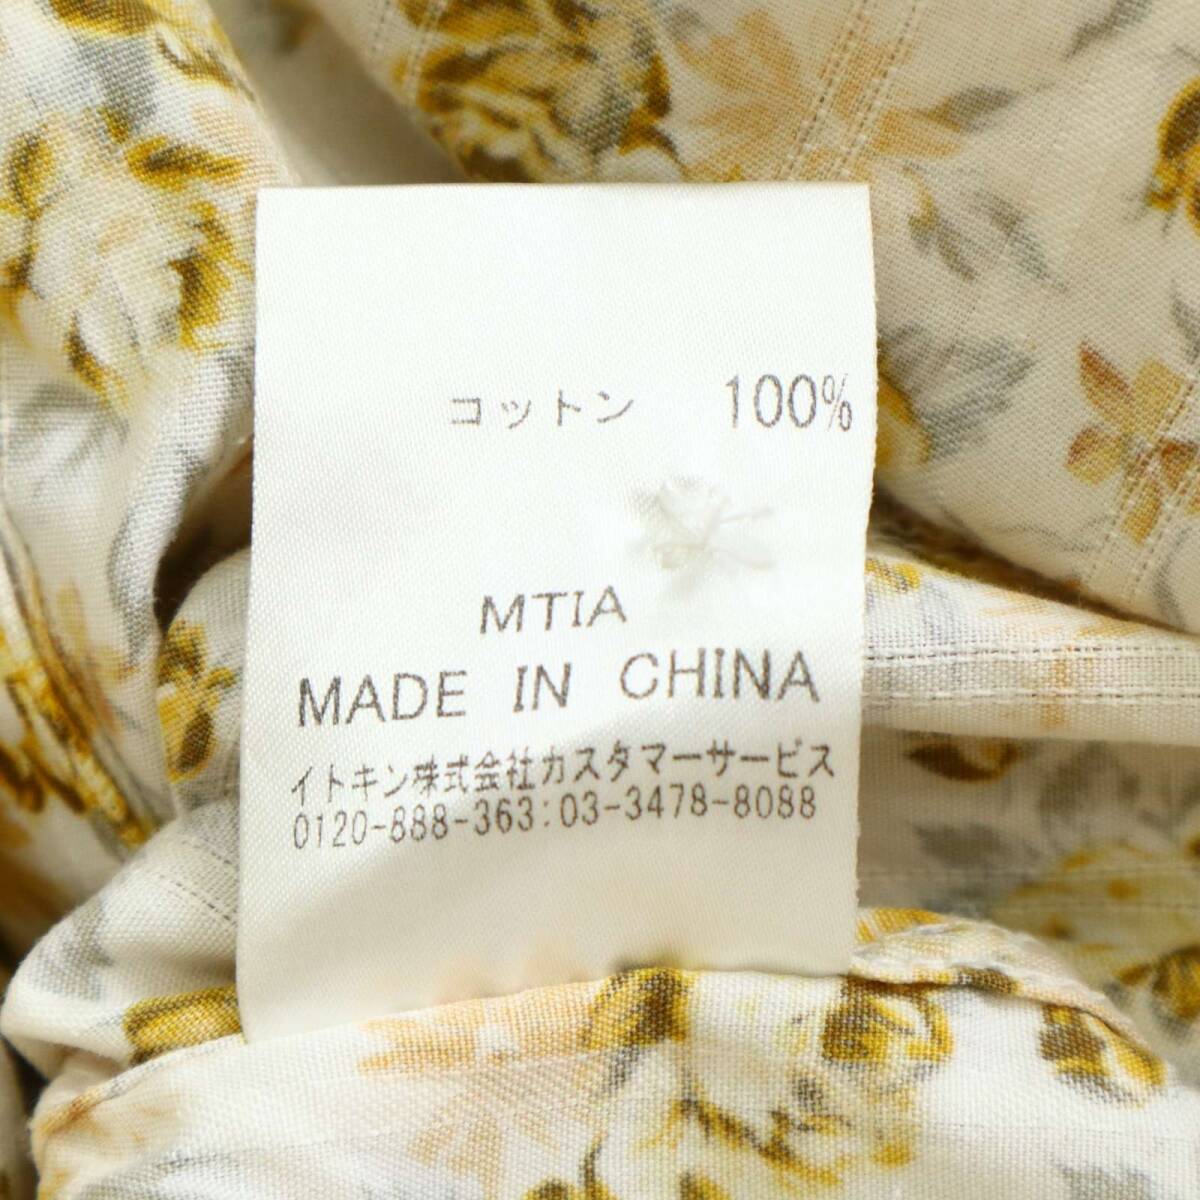 コットン 100%
MTIA
MADE IN CHINA
イトキン株式会社カスタマーサービス
0120-888-363:03-3478-8088